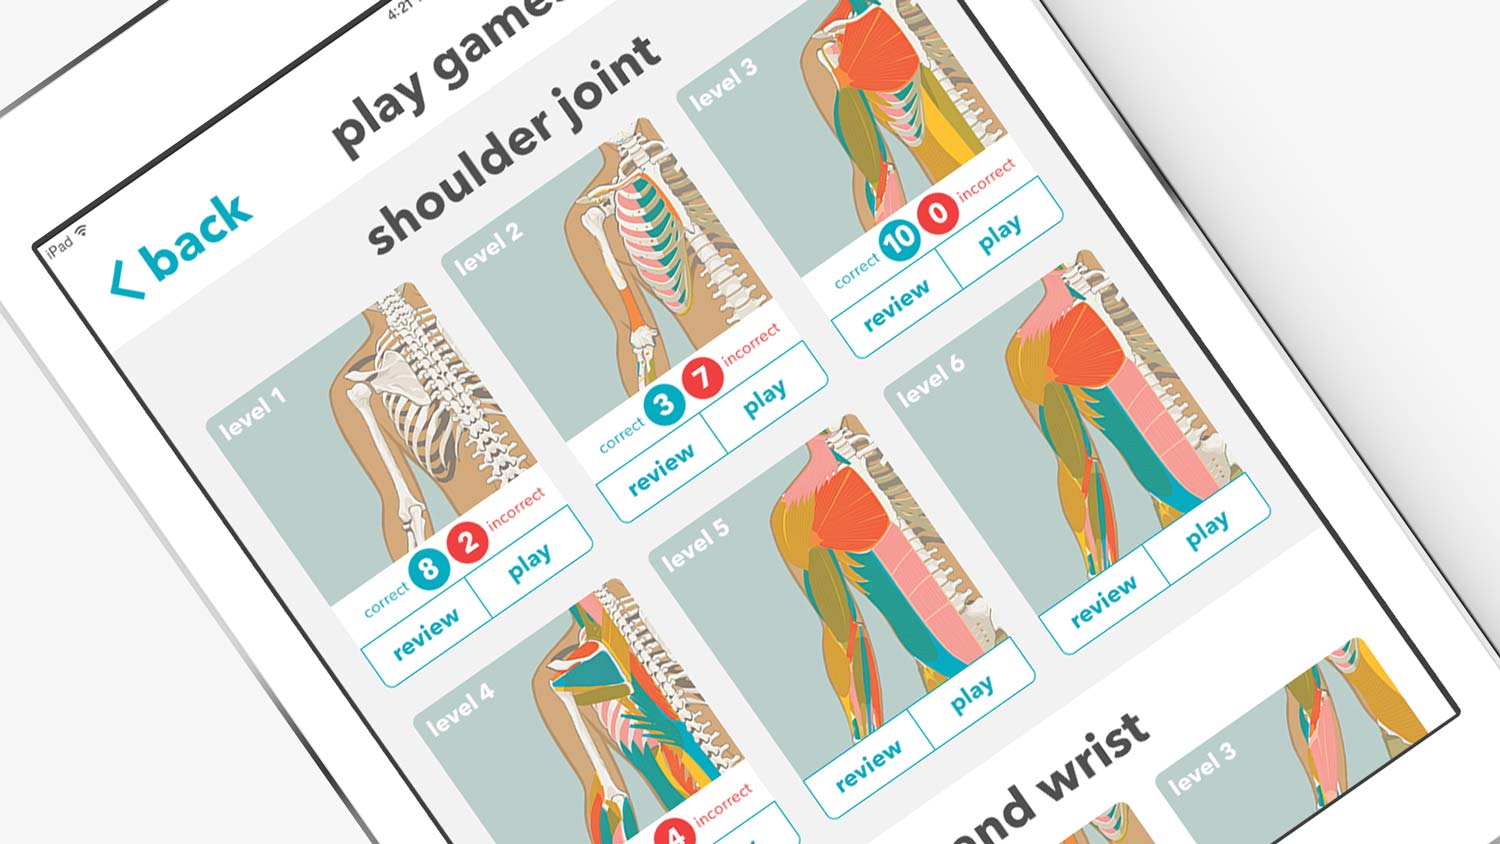 iPad
4:21
back
play games
shoulder joint
level 1
correct 8 2 incorrect
review play
level 2
correct 3 7 incorrect
review play
level 3
correct 10 0 incorrect
review play
level 4
4 incorrect
level 5
review play
level 6
review play
and wrist
level 3